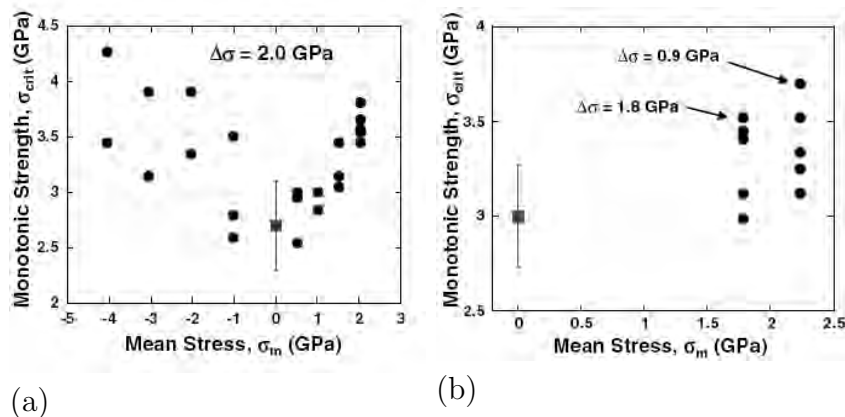 Monotonic Strength, σcrit (GPa)
4.5
4
3.5
3
2.5
2
Δσ = 2.0 GPa
-5 -4 -3 -2 -1 0 1 2 3
Mean Stress, σm (GPa)
(a)
Monotonic Strength, σcrit (GPa)
4
3.5
3
2.5
Δσ = 0.9 GPa
Δσ = 1.8 GPa
0 0.5 1 1.5 2 2.5
Mean Stress, σm (GPa)
(b)